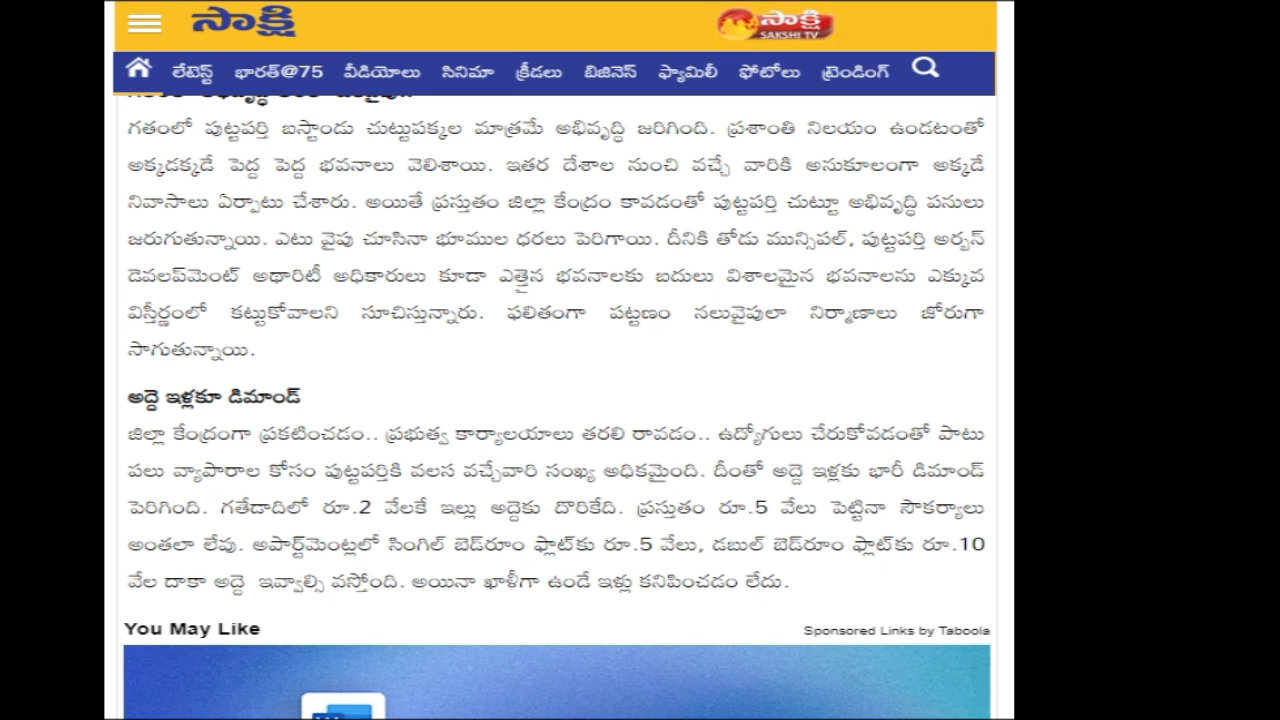 సాక్షి
సాక్షి
SAKSHI TV
లేటెస్ట్ భారత్@75 వీడియోలు సినిమా క్రీడలు బిజినెస్ ఫ్యామిలీ ఫోటోలు ట్రెండింగ్
గతంలో పుట్టపర్తి బస్టాండు చుట్టుపక్కల మాత్రమే అభివృద్ధి జరిగింది. ప్రశాంతి నిలయం ఉండటంతో
అక్కడక్కడే పెద్ద పెద్ద భవనాలు వెలిశాయి. ఇతర దేశాల నుంచి వచ్చే వారికి అనుకూలంగా అక్కడే
నివాసాలు ఏర్పాటు చేశారు. అయితే ప్రస్తుతం జిల్లా కేంద్రం కావడంతో పుట్టపర్తి చుట్టూ అభివృద్ధి పనులు
జరుగుతున్నాయి. ఎటు వైపు చూసినా భూముల ధరలు పెరిగాయి. దీనికి తోడు మున్సిపల్, పుట్టపర్తి అర్బన్
డెవలప్‌మెంట్ అథారిటీ అధికారులు కూడా ఎత్తైన భవనాలకు బదులు విశాలమైన భవనాలను ఎక్కువ
విస్తీర్ణంలో కట్టుకోవాలని సూచిస్తున్నారు. ఫలితంగా పట్టణం నలువైపులా నిర్మాణాలు జోరుగా
సాగుతున్నాయి.
అద్దె ఇళ్లకూ డిమాండ్
జిల్లా కేంద్రంగా ప్రకటించడం.. ప్రభుత్వ కార్యాలయాలు తరలి రావడం.. ఉద్యోగులు చేరుకోవడంతో పాటు
పలు వ్యాపారాల కోసం పుట్టపర్తికి వలస వచ్చేవారి సంఖ్య అధికమైంది. దీంతో అద్దె ఇళ్లకు భారీ డిమాండ్
పెరిగింది. గతేడాదిలో రూ.2 వేలకే ఇల్లు అద్దెకు దొరికేది. ప్రస్తుతం రూ.5 వేలు పెట్టినా సౌకర్యాలు
అంతలా లేవు. అపార్ట్‌మెంట్లలో సింగిల్ బెడ్‌రూం ఫ్లాట్‌కు రూ.5 వేలు, డబుల్ బెడ్‌రూం ఫ్లాట్‌కు రూ.10
వేల దాకా అద్దె ఇవ్వాల్సి వస్తోంది. అయినా ఖాళీగా ఉండే ఇళ్లు కనిపించడం లేదు.
You May Like
Sponsored Links by Taboola